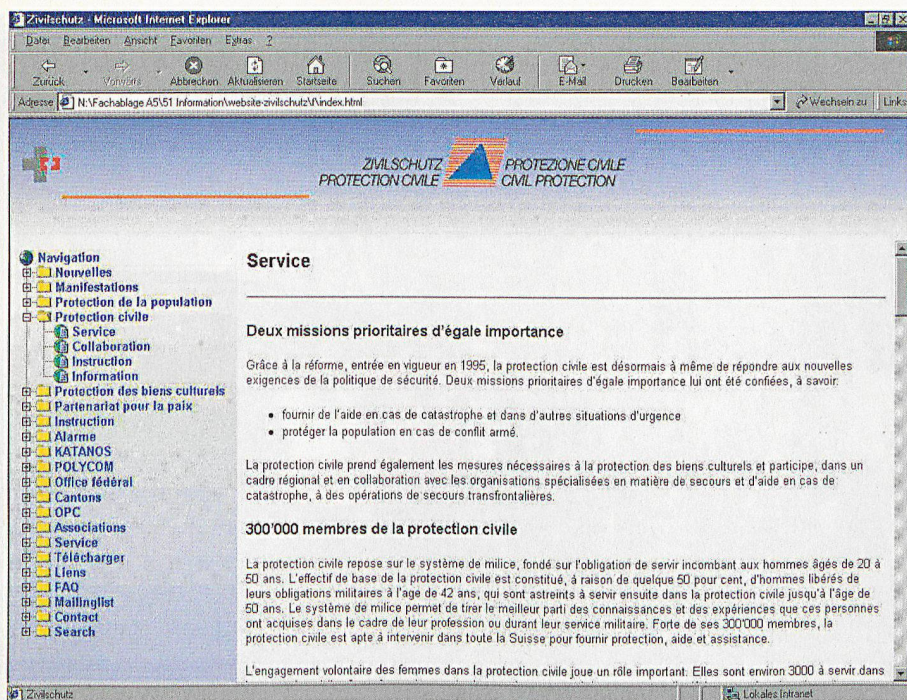 Zivilschutz - Microsoft Internet Explorer
Datei Bearbeiten Ansicht Favoriten Extras ?
Zurück Vorwärts Abbrechen Aktualisieren Startseite Suchen Favoriten Verlauf E-Mail Drucken Bearbeiten
Adresse N:\Fachablage A5\51 Information\website-zivilschutz\f\index.html Wechseln zu Links
ZIVILSCHUTZ PROTEZIONE CIVILE
PROTECTION CIVILE CIVIL PROTECTION
Navigation
Nouvelles
Manifestations
Protection de la population
Protection civile
Service
Collaboration
Instruction
Information
Protection des biens culturels
Partenariat pour la paix
Instruction
Alarme
KATANOS
POLYCOM
Office fédéral
Cantons
OPC
Associations
Service
Télécharger
Liens
FAQ
Mailinglist
Contact
Search
Service
Deux missions prioritaires d'égale importance
Grâce à la réforme, entrée en vigueur en 1995, la protection civile est désormais à même de répondre aux nouvelles
exigences de la politique de sécurité. Deux missions prioritaires d'égale importance lui ont été confiées, à savoir:
• fournir de l'aide en cas de catastrophe et dans d'autres situations d'urgence
• protéger la population en cas de conflit armé.
La protection civile prend également les mesures nécessaires à la protection des biens culturels et participe, dans un
cadre régional et en collaboration avec les organisations spécialisées en matière de secours et d'aide en cas de
catastrophe, à des opérations de secours transfrontalières.
300'000 membres de la protection civile
La protection civile repose sur le système de milice, fondé sur l'obligation de servir incombant aux hommes âgés de 20 à
50 ans. L'effectif de base de la protection civile est constitué, à raison de quelque 50 pour cent, d'hommes libérés de
leurs obligations militaires à l'age de 42 ans, qui sont astreints à servir ensuite dans la protection civile jusqu'à l'âge de
50 ans. Le système de milice permet de tirer le meilleur parti des connaissances et des expériences que ces personnes
ont acquises dans le cadre de leur profession ou durant leur service militaire. Forte de ses 300'000 membres, la
protection civile est apte à intervenir dans toute la Suisse pour fournir protection, aide et assistance.
L'engagement volontaire des femmes dans la protection civile joue un rôle important. Elles sont environ 3000 à servir dans
Zivilschutz Lokales Intranet